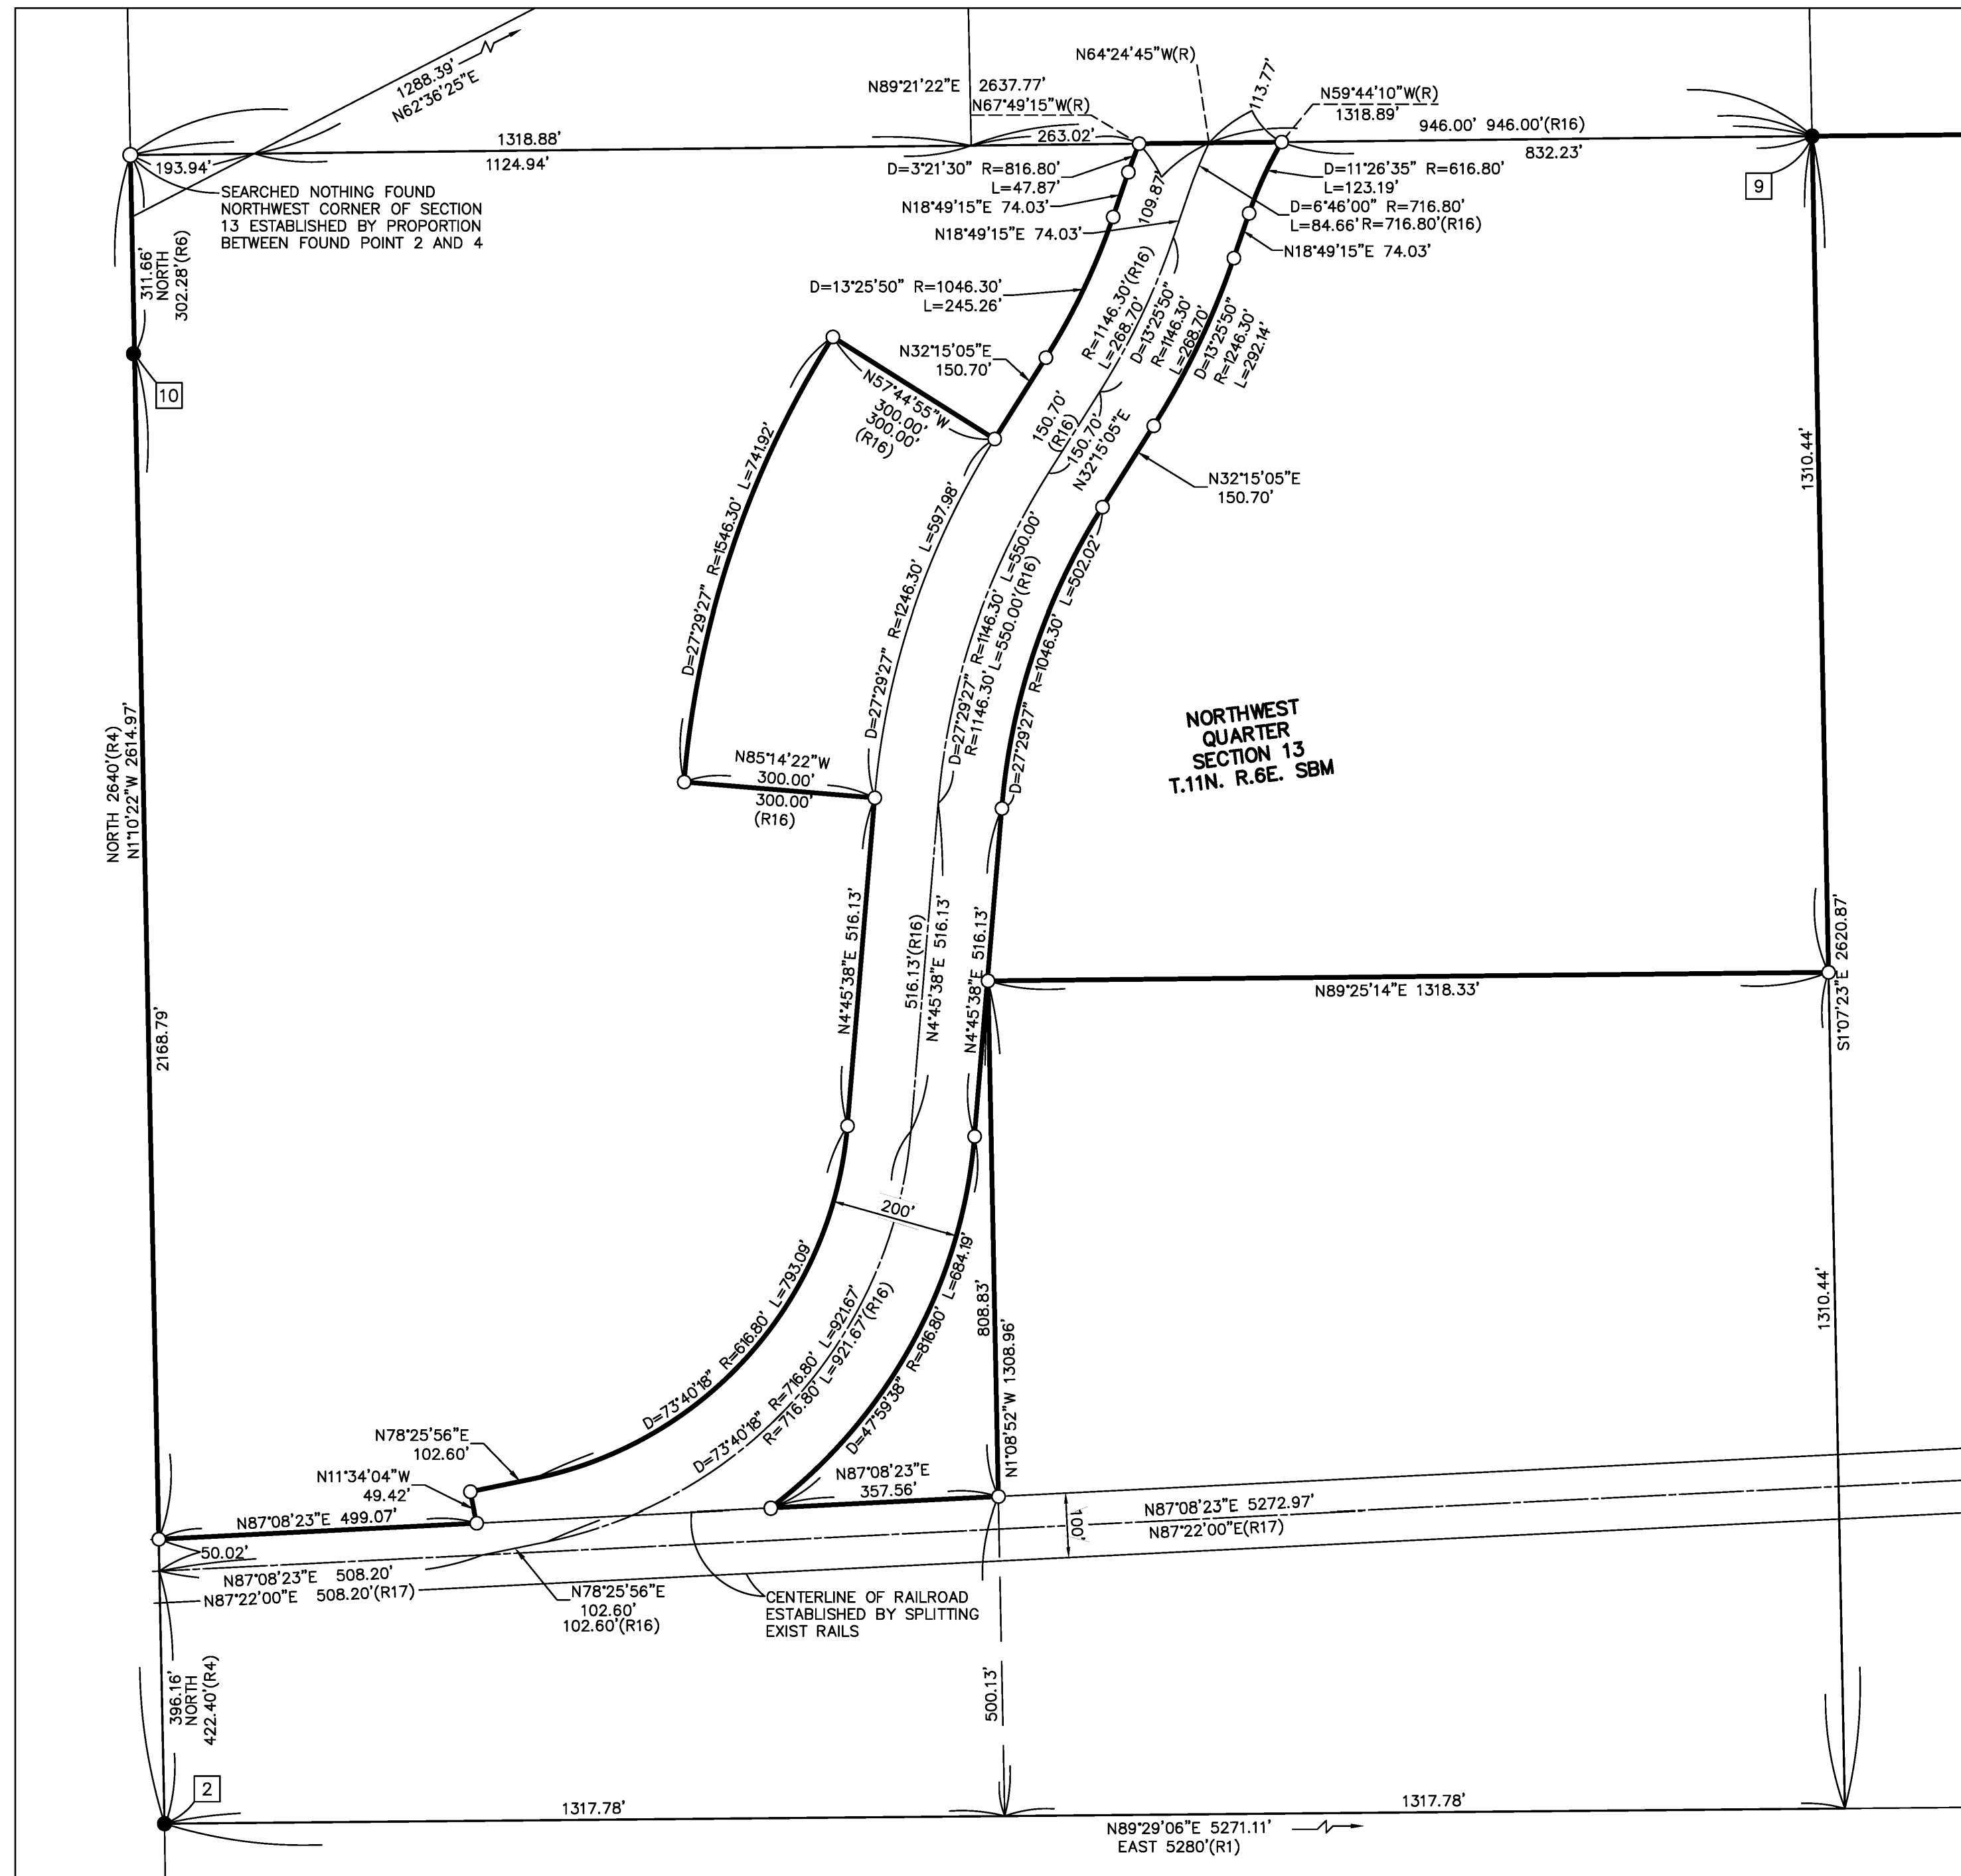 1288.39'
N62°36'25"E
N64°24'45"W(R)
113.77'
N89°21'22"E 2637.77'
N67°49'15"W(R)
N59°44'10"W(R)
1318.89'
1318.88'
263.02'
946.00' 946.00'(R16)
832.23'
193.94'
1124.94'
SEARCHED NOTHING FOUND
NORTHWEST CORNER OF SECTION
13 ESTABLISHED BY PROPORTION
BETWEEN FOUND POINT 2 AND 4
D=3°21'30" R=816.80'
L=47.87'
N18°49'15"E 74.03'
N18°49'15"E 74.03'
109.87'
D=11°26'35" R=616.80'
L=123.19'
D=6°46'00" R=716.80'
L=84.66' R=716.80'(R16)
N18°49'15"E 74.03'
9
311.66'
NORTH
302.28'(R6)
10
D=13°25'50" R=1046.30'
L=245.26'
R=1146.30'(R16)
L=268.70'
D=13°25'50"
R=1146.30'
L=268.70'
D=13°25'50"
R=1246.30'
L=292.14'
N32°15'05"E
150.70'
N57°44'55"W
300.00'
300.00'
(R16)
150.70'
(R16)
150.70'
N32°15'05"E
N32°15'05"E
150.70'
1310.44'
D=27°29'27" R=1546.30' L=741.92'
D=27°29'27" R=1246.30' L=597.98'
D=27°29'27" R=1146.30' L=550.00'
R=1146.30' L=550.00'(R16)
D=27°29'27" R=1046.30' L=502.02'
NORTHWEST
QUARTER
SECTION 13
T.11N. R.6E. SBM
NORTH 2640'(R4)
N1°10'22"W 2614.97'
N85°14'22"W
300.00'
300.00'
(R16)
N4°45'38"E 516.13'
516.13'(R16)
N4°45'38"E 516.13'
N4°45'38"E 516.13'
N89°25'14"E 1318.33'
S1°07'23"E 2620.87'
2168.79'
200'
D=73°40'18" R=616.80' L=793.09'
D=73°40'18" R=716.80' L=921.67'
R=716.80' L=921.67'(R16)
D=47°59'38" R=816.80' L=684.19'
808.83'
N1°08'52"W 1308.96'
1310.44'
N78°25'56"E
102.60'
N11°34'04"W
49.42'
N87°08'23"E
357.56'
N87°08'23"E 499.07'
50.02'
N87°08'23"E 508.20'
N87°22'00"E 508.20'(R17)
100'
N87°08'23"E 5272.97'
N87°22'00"E(R17)
N78°25'56"E
102.60'
102.60'(R16)
CENTERLINE OF RAILROAD
ESTABLISHED BY SPLITTING
EXIST RAILS
396.16'
NORTH
422.40'(R4)
500.13'
2
1317.78'
1317.78'
N89°29'06"E 5271.11'
EAST 5280'(R1)